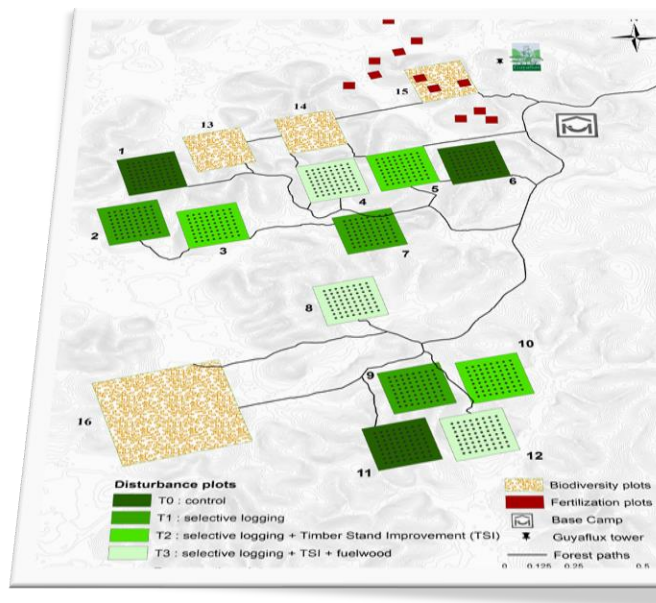 15
14
13
1
4
5
6
2
3
7
8
10
9
16
11
12
Disturbance plots
T0 : control
T1 : selective logging
T2 : selective logging + Timber Stand Improvement (TSI)
T3 : selective logging + TSI + fuelwood
Biodiversity plots
Fertilization plots
Base Camp
Guyaflux tower
Forest paths
0 0.125 0.25 0.5